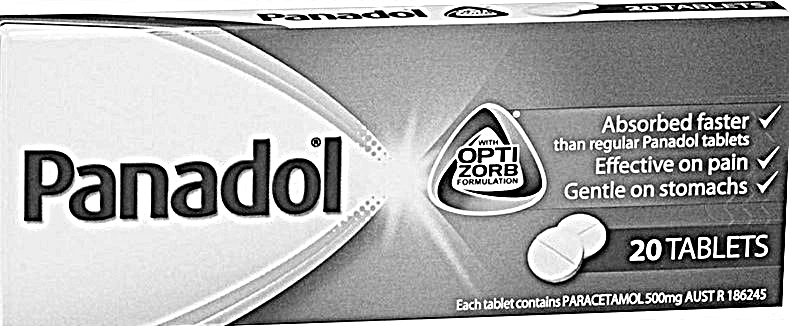 Panadol 20 TABLETS
Panadol®
WITH
OPTI
ZORB
FORMULATION
Absorbed faster
than regular Panadol tablets
Effective on pain
Gentle on stomachs
20 TABLETS
Each tablet contains PARACETAMOL 500mg AUST R 186245